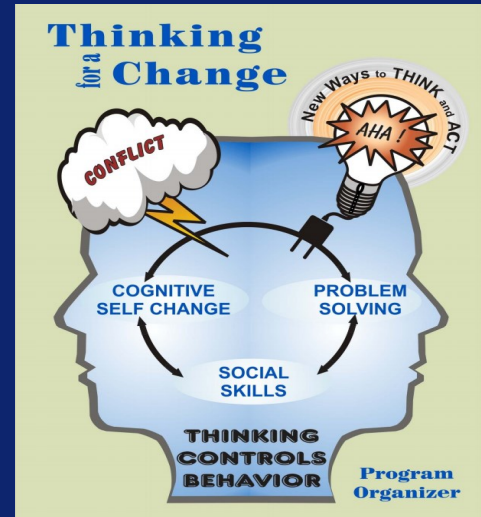 Thinking
for a Change
New Ways to THINK and ACT
AHA !
CONFLICT
COGNITIVE
SELF CHANGE
PROBLEM
SOLVING
SOCIAL
SKILLS
THINKING
CONTROLS
BEHAVIOR
Program
Organizer